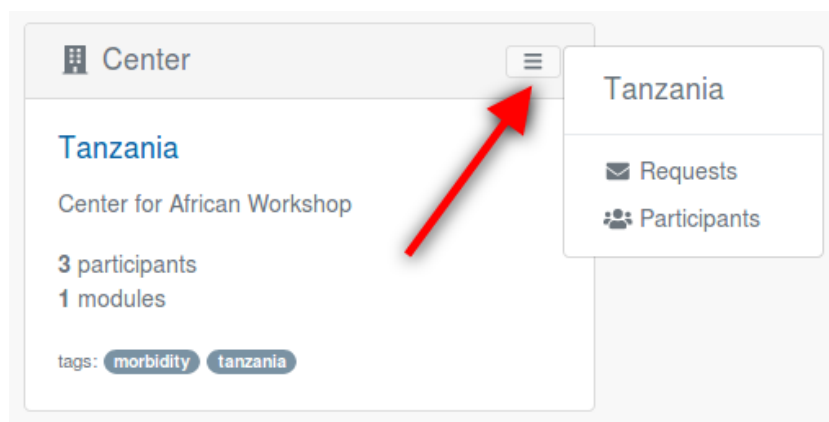 Center
Tanzania
Center for African Workshop
3 participants
1 modules
tags: morbidity tanzania
Tanzania
Requests
Participants